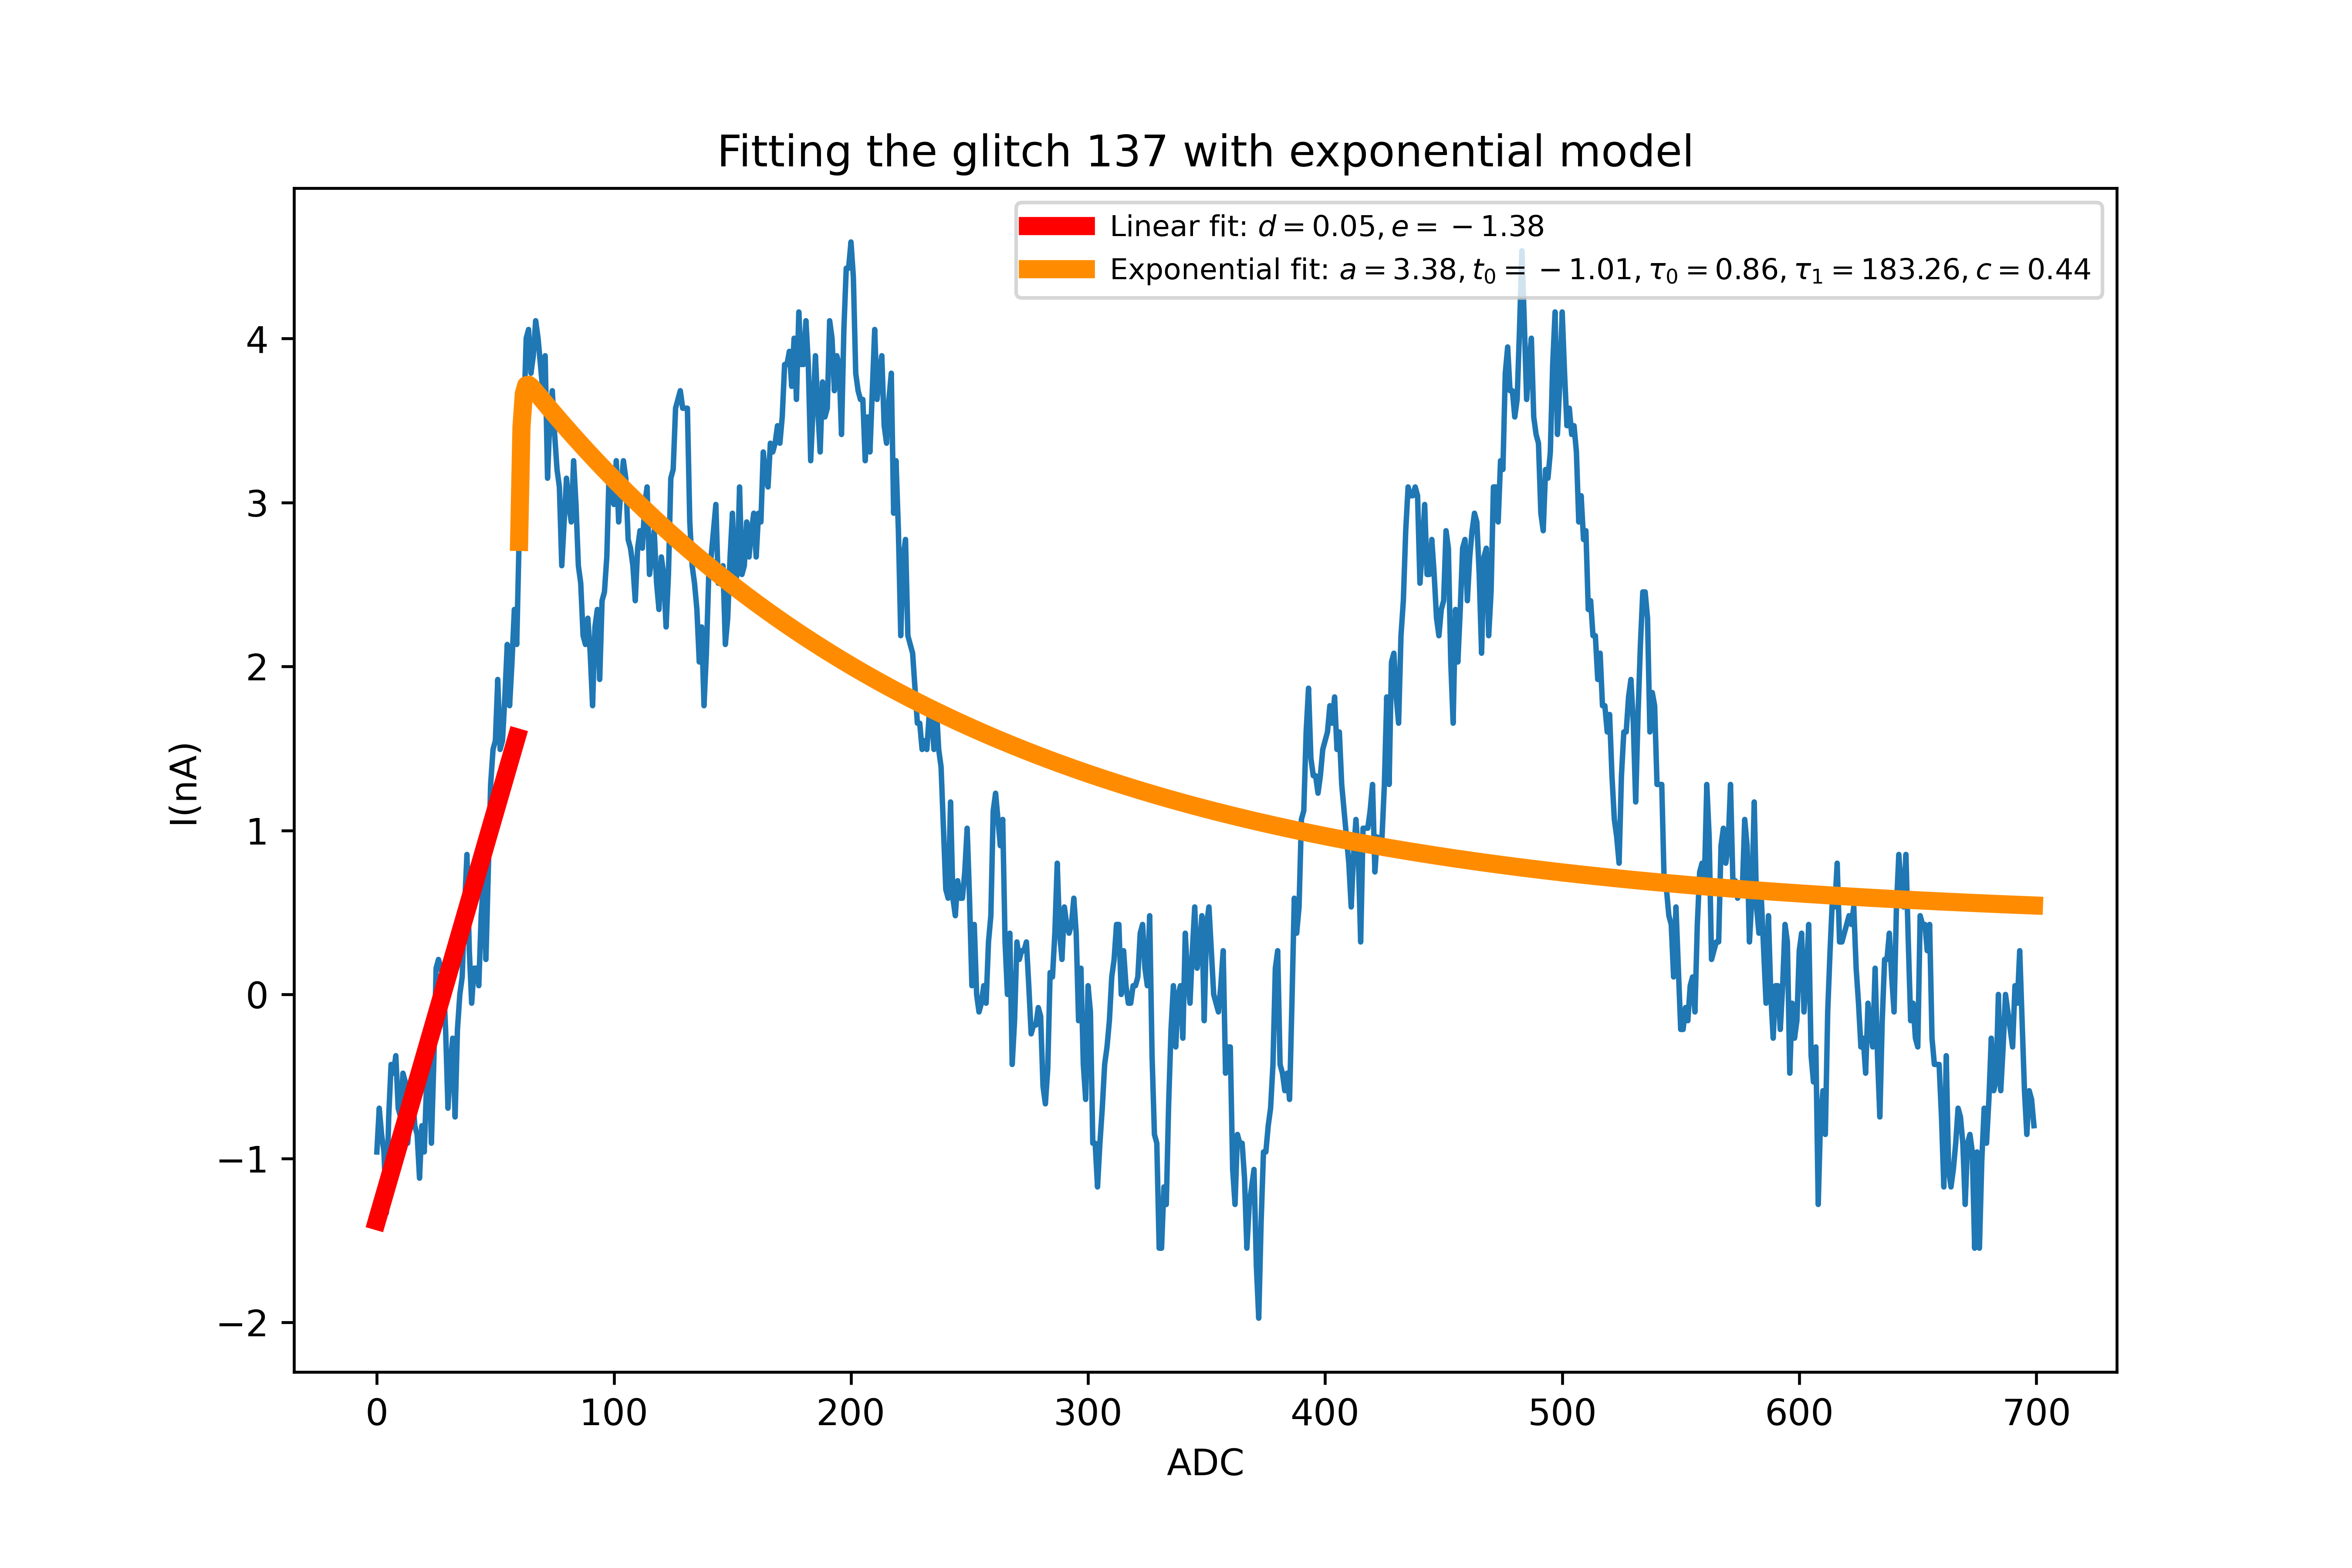 Fitting the glitch 137 with exponential model
Linear fit: d = 0.05, e = −1.38
Exponential fit: a = 3.38, t₀ = −1.01, τ₀ = 0.86, τ₁ = 183.26, c = 0.44
4
3
2
1
0
−1
−2
I(nA)
0 100 200 300 400 500 600 700
ADC